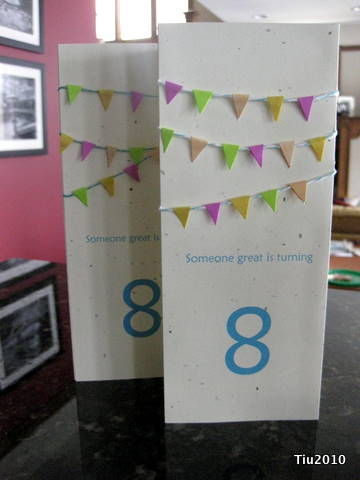 Someone great is
8
Someone great is turning
8
Tiu2010